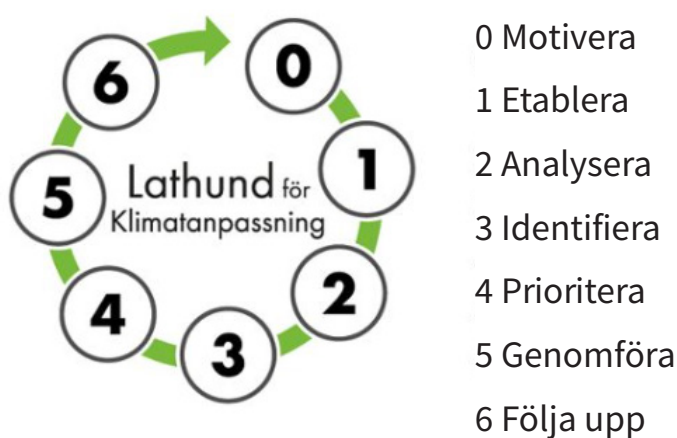 0
1
2
3
4
5
6
Lathund för
Klimatanpassning
0 Motivera
1 Etablera
2 Analysera
3 Identifiera
4 Prioritera
5 Genomföra
6 Följa upp